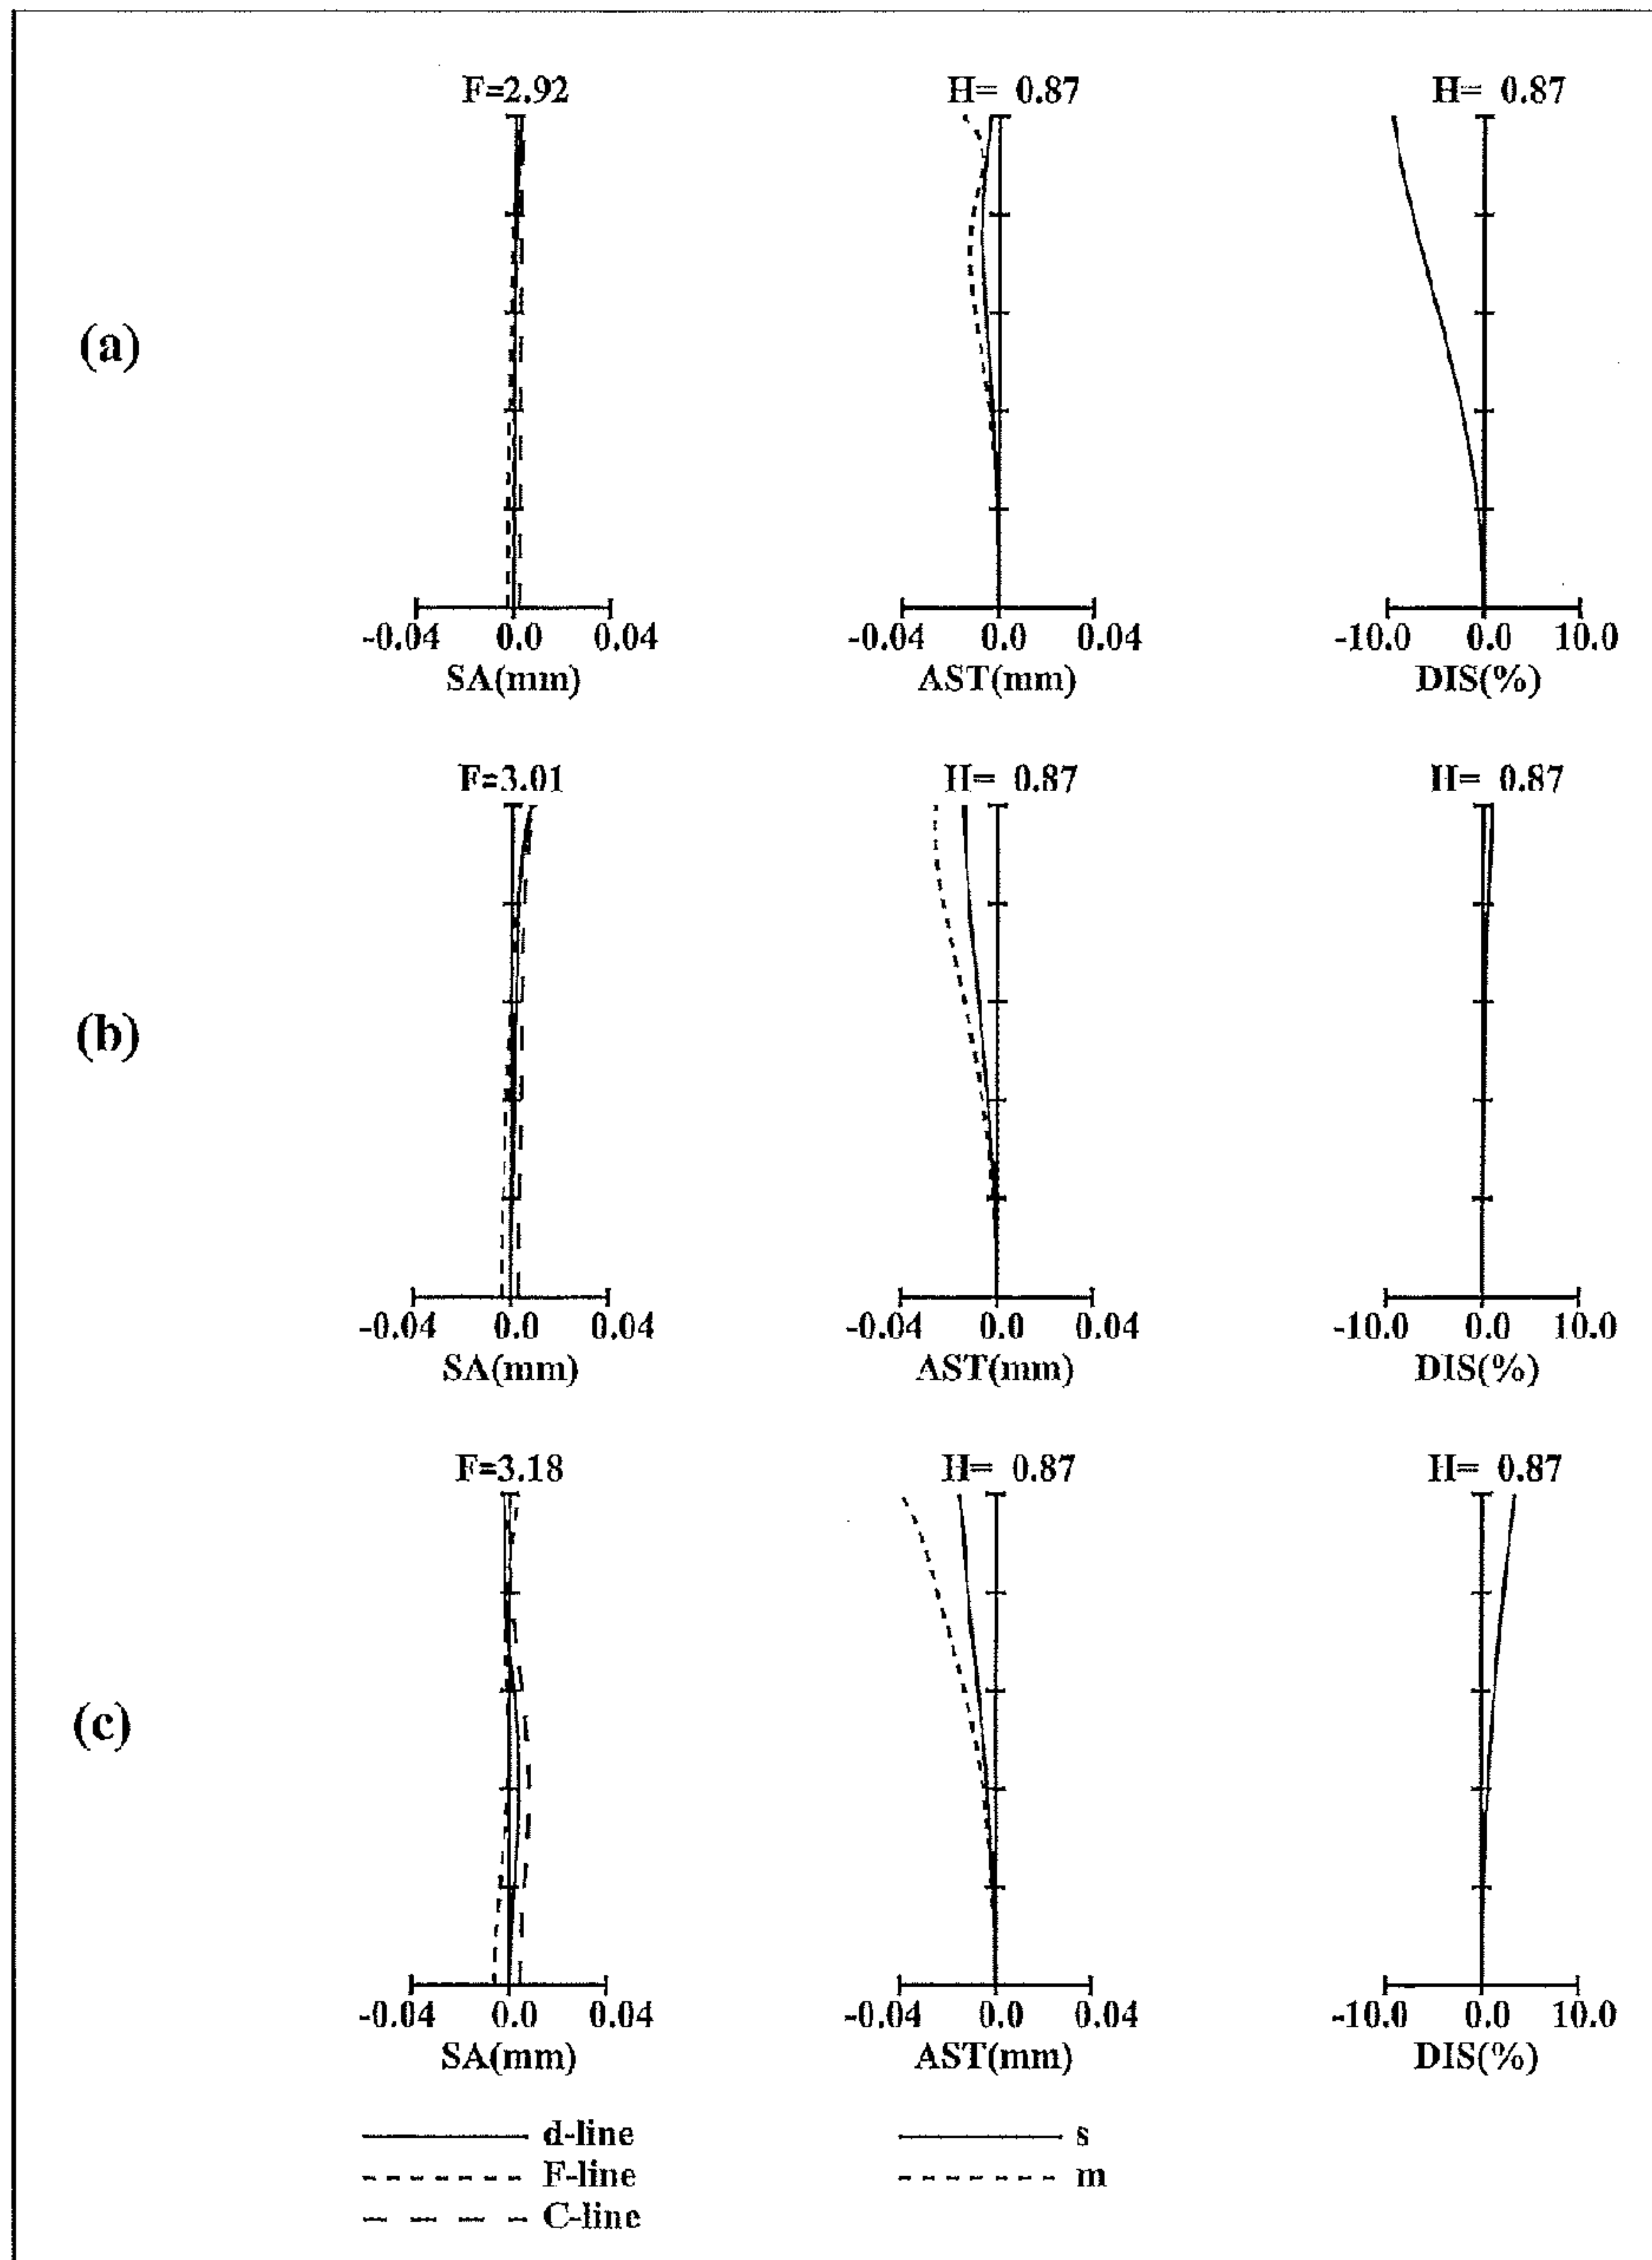 F=2.92 H= 0.87 H= 0.87
(a)
-0.04 0.0 0.04 -0.04 0.0 0.04 -10.0 0.0 10.0
SA(mm) AST(mm) DIS(%)
F=3.01 H= 0.87 H= 0.87
(b)
-0.04 0.0 0.04 -0.04 0.0 0.04 -10.0 0.0 10.0
SA(mm) AST(mm) DIS(%)
F=3.18 H= 0.87 H= 0.87
(c)
-0.04 0.0 0.04 -0.04 0.0 0.04 -10.0 0.0 10.0
SA(mm) AST(mm) DIS(%)
d-line s
F-line m
C-line